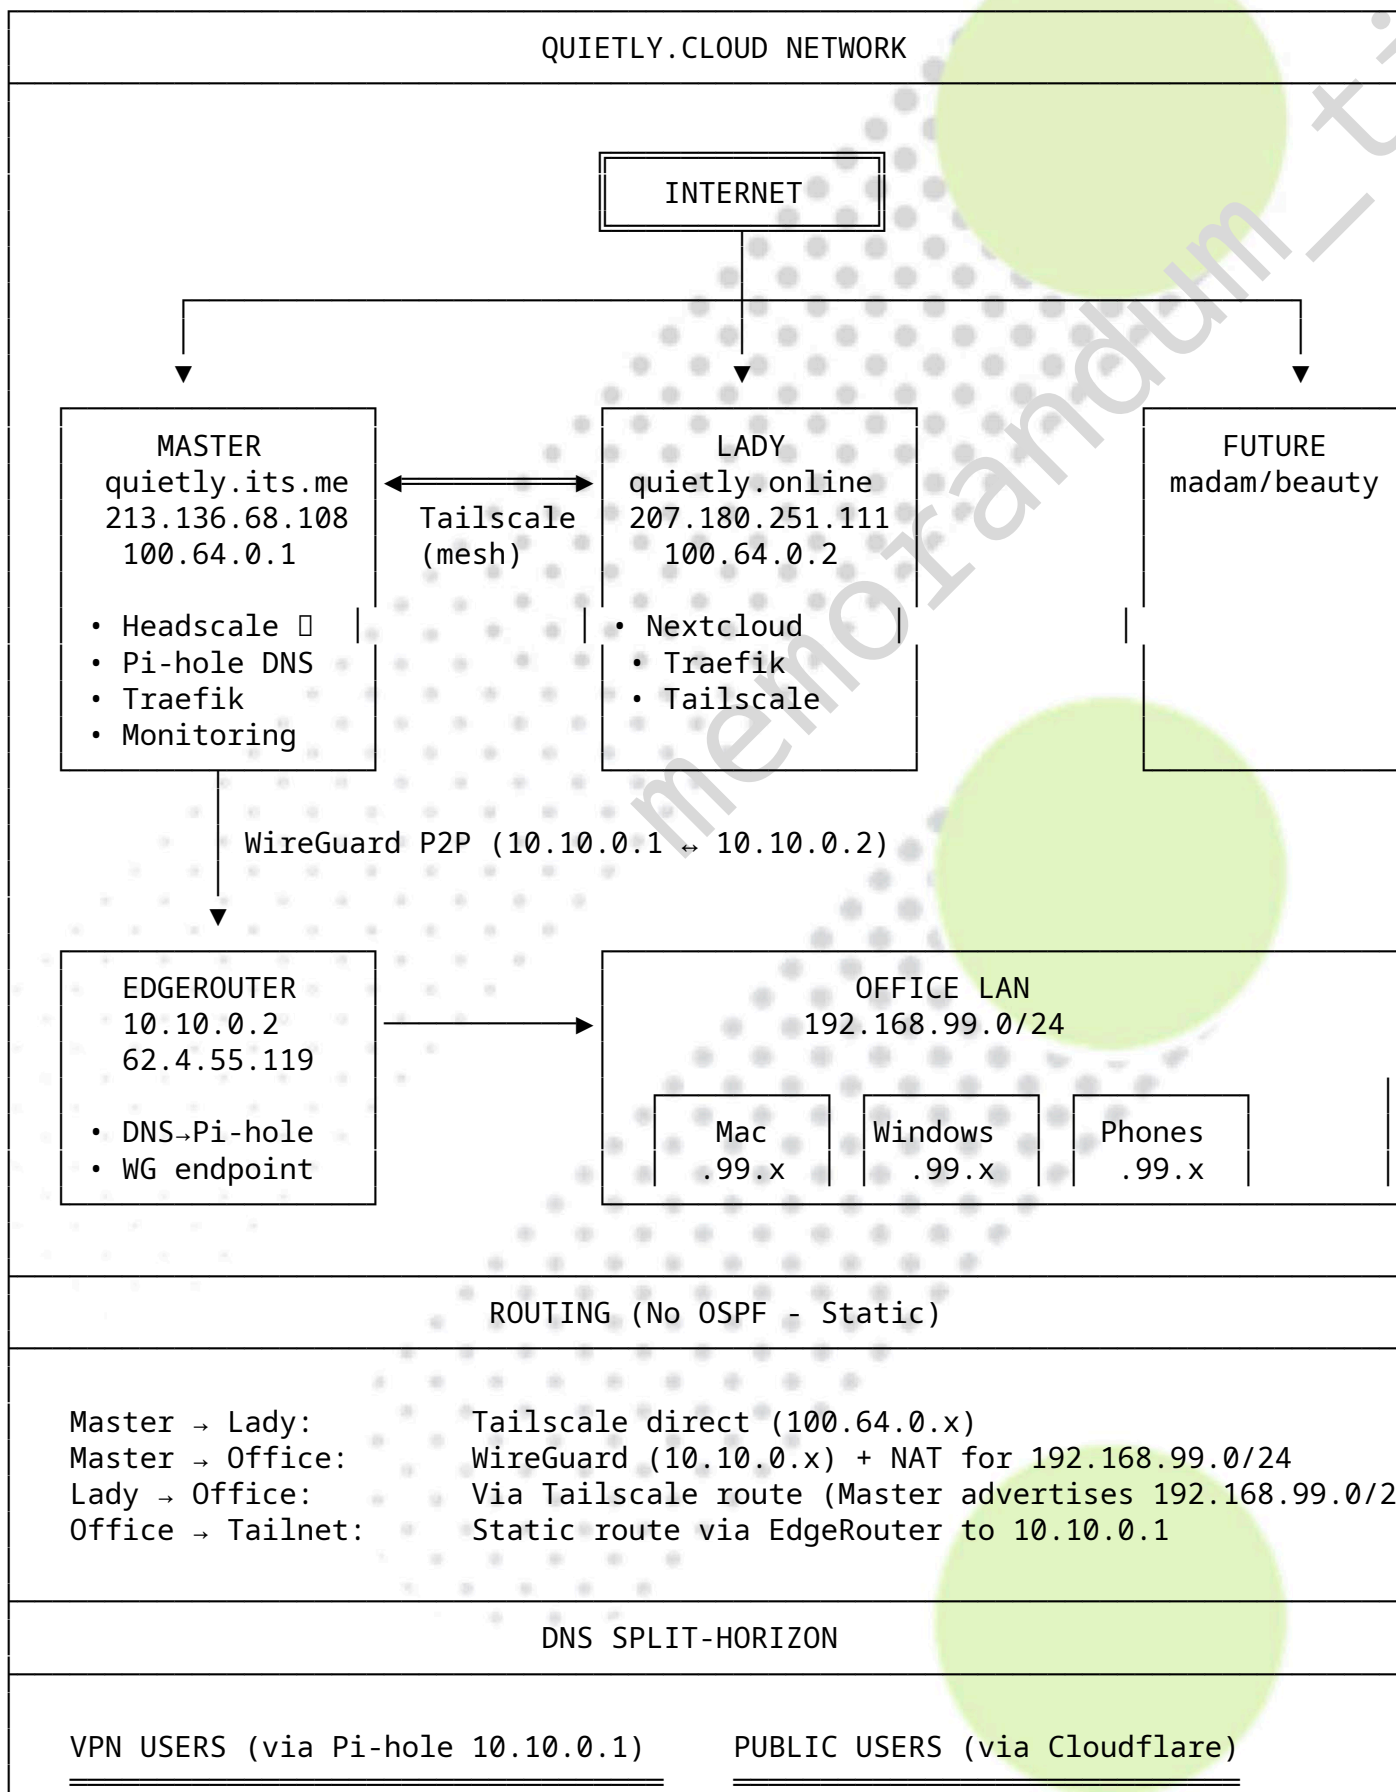 QUIETLY.CLOUD NETWORK
INTERNET
MASTER
quietly.its.me
213.136.68.108
100.64.0.1
• Headscale
• Pi-hole DNS
• Traefik
• Monitoring
Tailscale
(mesh)
LADY
quietly.online
207.180.251.111
100.64.0.2
• Nextcloud
• Traefik
• Tailscale
FUTURE
madam/beauty
WireGuard P2P (10.10.0.1 ↔ 10.10.0.2)
EDGEROUTER
10.10.0.2
62.4.55.119
• DNS→Pi-hole
• WG endpoint
OFFICE LAN
192.168.99.0/24
Mac
.99.x
Windows
.99.x
Phones
.99.x
ROUTING (No OSPF - Static)
Master → Lady: Tailscale direct (100.64.0.x)
Master → Office: WireGuard (10.10.0.x) + NAT for 192.168.99.0/24
Lady → Office: Via Tailscale route (Master advertises 192.168.99.0/2
Office → Tailnet: Static route via EdgeRouter to 10.10.0.1
DNS SPLIT-HORIZON
VPN USERS (via Pi-hole 10.10.0.1) PUBLIC USERS (via Cloudflare)
memorandum_ti